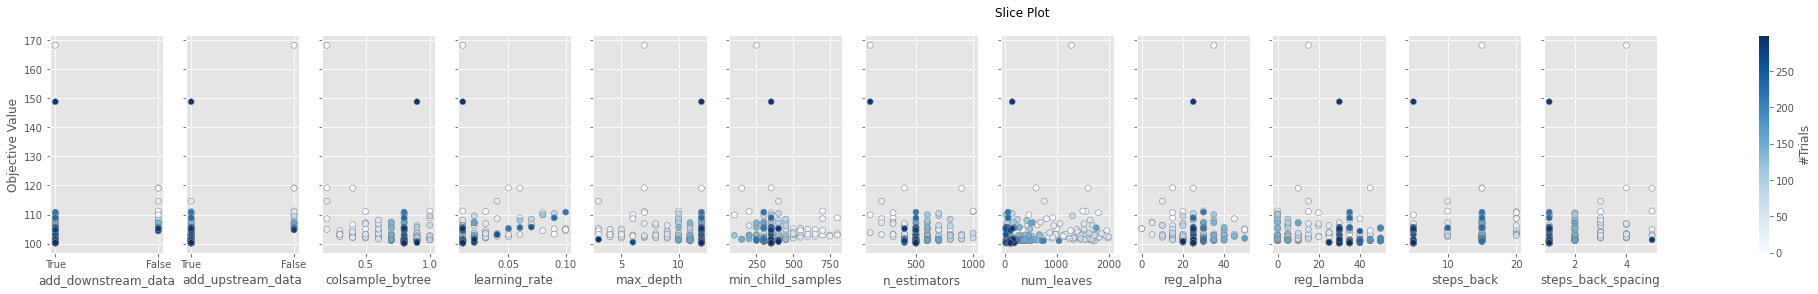 Slice Plot
Objective Value
170
160
150
140
130
120
110
100
True False
add_downstream_data
True False
add_upstream_data
0.5 1.0
colsample_bytree
0.05 0.10
learning_rate
5 10
max_depth
250 500 750
min_child_samples
500 1000
n_estimators
0 1000 2000
num_leaves
0 20 40
reg_alpha
0 20 40
reg_lambda
10 20
steps_back
2 4
steps_back_spacing
250
200
150
100
50
0
#Trials